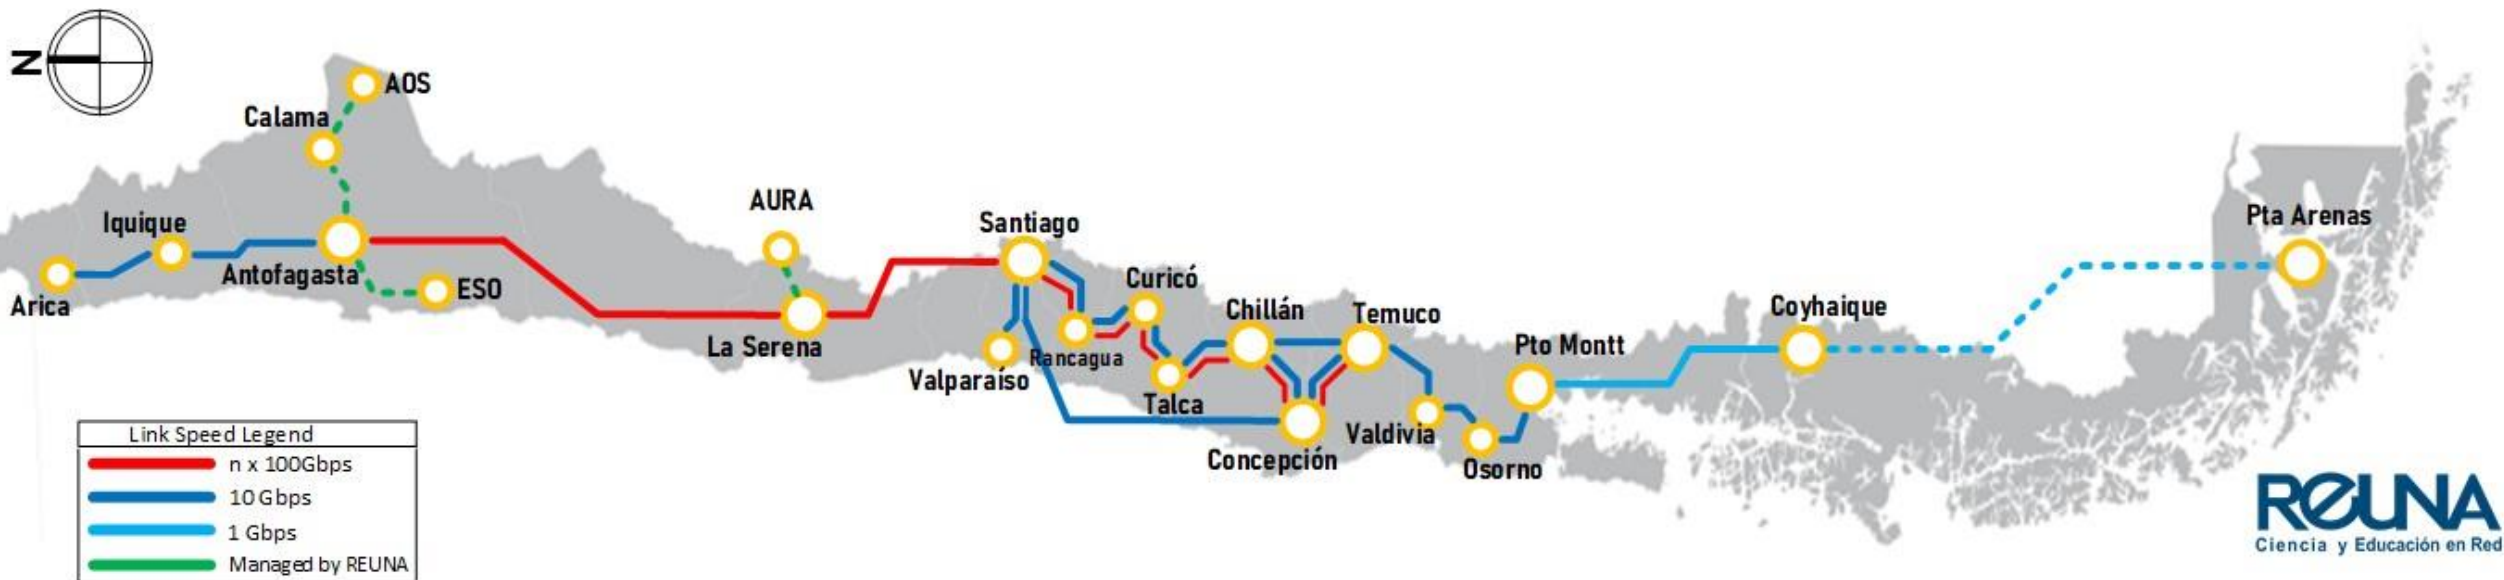 N
AOS
Calama
Iquique
Arica
Antofagasta
ESO
AURA
La Serena
Santiago
Valparaíso
Rancagua
Curicó
Talca
Chillán
Concepción
Temuco
Valdivia
Osorno
Pto Montt
Coyhaique
Pta Arenas
Link Speed Legend
n x 100Gbps
10 Gbps
1 Gbps
Managed by REUNA
REUNA
Ciencia y Educación en Red